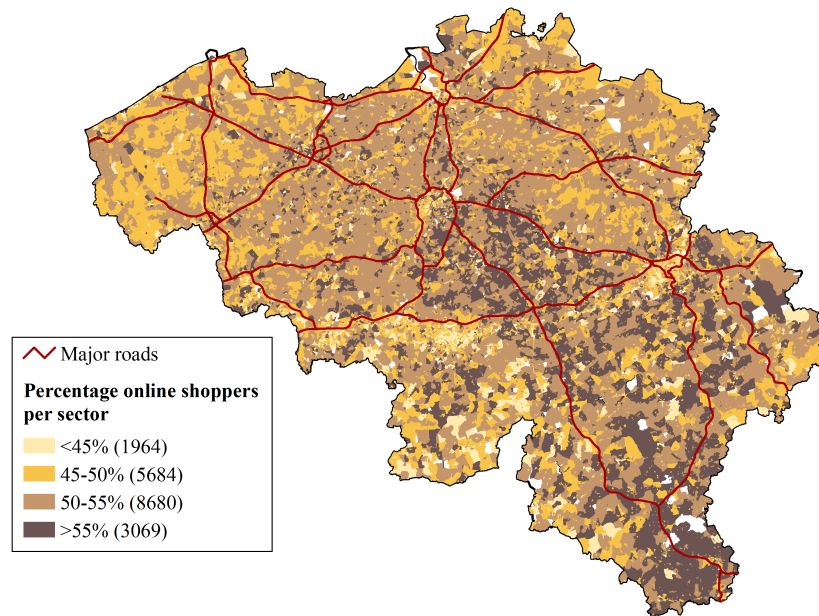 Major roads
Percentage online shoppers
per sector
<45% (1964)
45-50% (5684)
50-55% (8680)
>55% (3069)